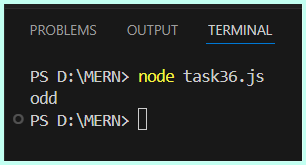 PROBLEMS OUTPUT TERMINAL
PS D:\MERN> node task36.js
odd
PS D:\MERN>